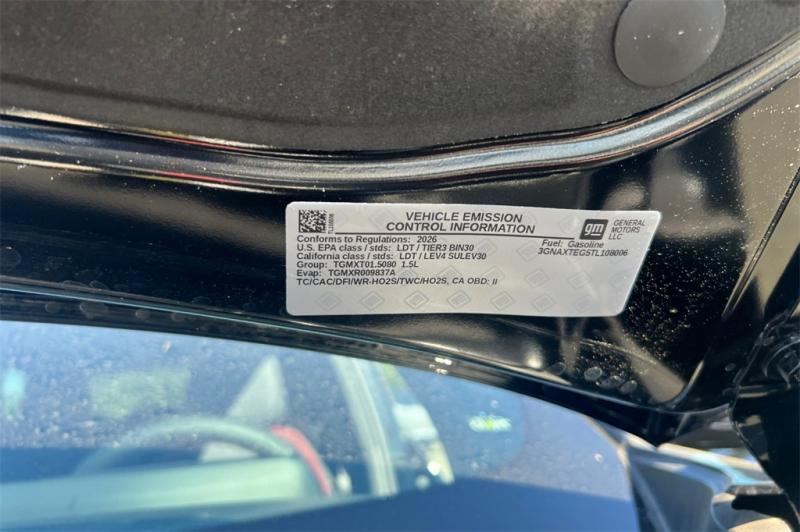 VEHICLE EMISSION
CONTROL INFORMATION
gm
GENERAL
MOTORS
LLC
Conforms to Regulations: 2026
Fuel: Gasoline
U.S. EPA class / stds: LDT / TIER3 BIN30
3GNAXTEG5TL108006
California class / stds: LDT / LEV4 SULEV30
Group: TGMXT01.5080 1.5L
Evap: TGMXR009837A
TC/CAC/DFI/WR-HO2S/TWC/HO2S, CA OBD: II